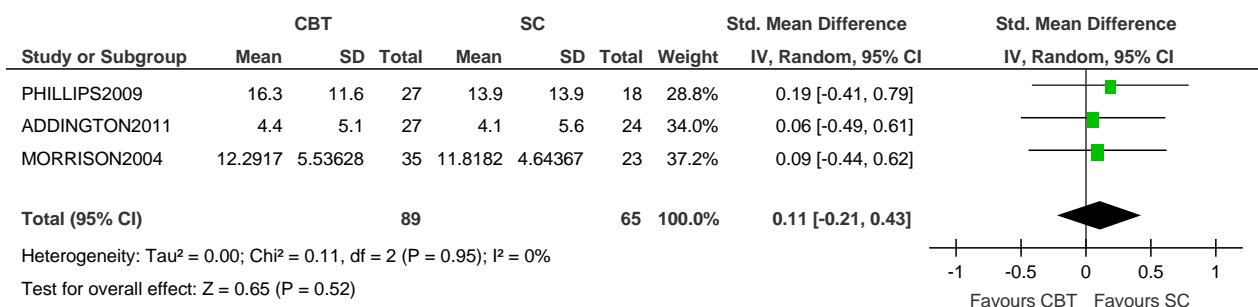 CBT SC Std. Mean Difference Std. Mean Difference
Study or Subgroup Mean SD Total Mean SD Total Weight IV, Random, 95% CI IV, Random, 95% CI
PHILLIPS2009 16.3 11.6 27 13.9 13.9 18 28.8% 0.19 [-0.41, 0.79]
ADDINGTON2011 4.4 5.1 27 4.1 5.6 24 34.0% 0.06 [-0.49, 0.61]
MORRISON2004 12.2917 5.53628 35 11.8182 4.64367 23 37.2% 0.09 [-0.44, 0.62]
Total (95% CI) 89 65 100.0% 0.11 [-0.21, 0.43]
Heterogeneity: Tau² = 0.00; Chi² = 0.11, df = 2 (P = 0.95); I² = 0%
Test for overall effect: Z = 0.65 (P = 0.52)
-1 -0.5 0 0.5 1
Favours CBT Favours SC